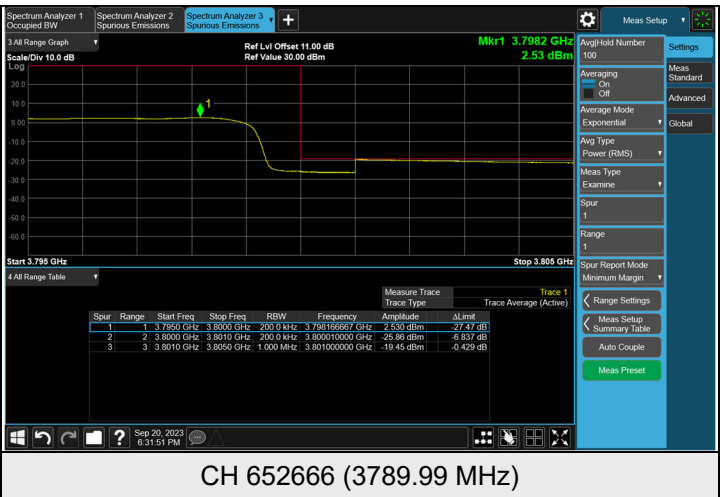 Spectrum Analyzer 1
Occupied BW
Spectrum Analyzer 2
Spurious Emissions
Spectrum Analyzer 3
Spurious Emissions
Meas Setup
3 All Range Graph
Scale/Div 10.0 dB
Log
Ref Lvl Offset 11.00 dB
Ref Value 30.00 dBm
Mkr1 3.7982 GHz
2.53 dBm
20.0
10.0
0.00
-10.0
-20.0
-30.0
-40.0
-50.0
-60.0
1
Start 3.795 GHz
Stop 3.805 GHz
4 All Range Table
Measure Trace Trace 1
Trace Type Trace Average (Active)
Spur Range Start Freq Stop Freq RBW Frequency Amplitude ΔLimit
1 1 3.7950 GHz 3.8000 GHz 200.0 kHz 3.798166667 GHz 2.530 dBm -27.47 dB
2 2 3.8000 GHz 3.8010 GHz 200.0 kHz 3.800010000 GHz -25.86 dBm -6.837 dB
3 3 3.8010 GHz 3.8050 GHz 1.000 MHz 3.801000000 GHz -19.45 dBm -0.429 dB
Avg|Hold Number
100
Averaging
On
Off
Average Mode
Exponential
Avg Type
Power (RMS)
Meas Type
Examine
Spur
1
Range
1
Spur Report Mode
Minimum Margin
Range Settings
Meas Setup
Summary Table
Auto Couple
Meas Preset
Settings
Meas
Standard
Advanced
Global
Sep 20, 2023
6:31:51 PM
CH 652666 (3789.99 MHz)